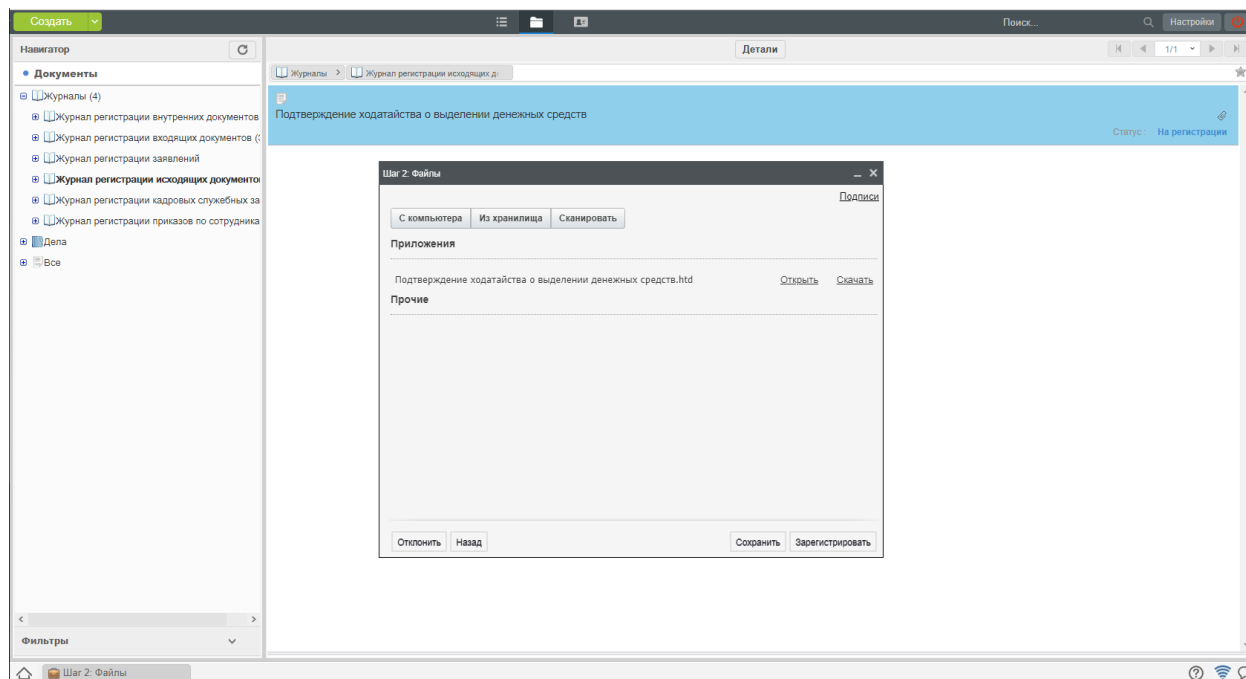 Создать
Поиск...
Настройки
Навигатор
Детали
1/1
Документы
Журналы
Журнал регистрации исходящих д
Журналы (4)
Журнал регистрации внутренних документов
Журнал регистрации входящих документов (
Журнал регистрации заявлений
Журнал регистрации исходящих документо
Журнал регистрации кадровых служебных за
Журнал регистрации приказов по сотрудника
Дела
Все
Подтверждение ходатайства о выделении денежных средств
Статус : На регистрации
Шаг 2: Файлы
Подписи
С компьютера Из хранилища Сканировать
Приложения
Подтверждение ходатайства о выделении денежных средств.htd Открыть Скачать
Прочие
Отклонить Назад Сохранить Зарегистрировать
Фильтры
Шаг 2: Файлы